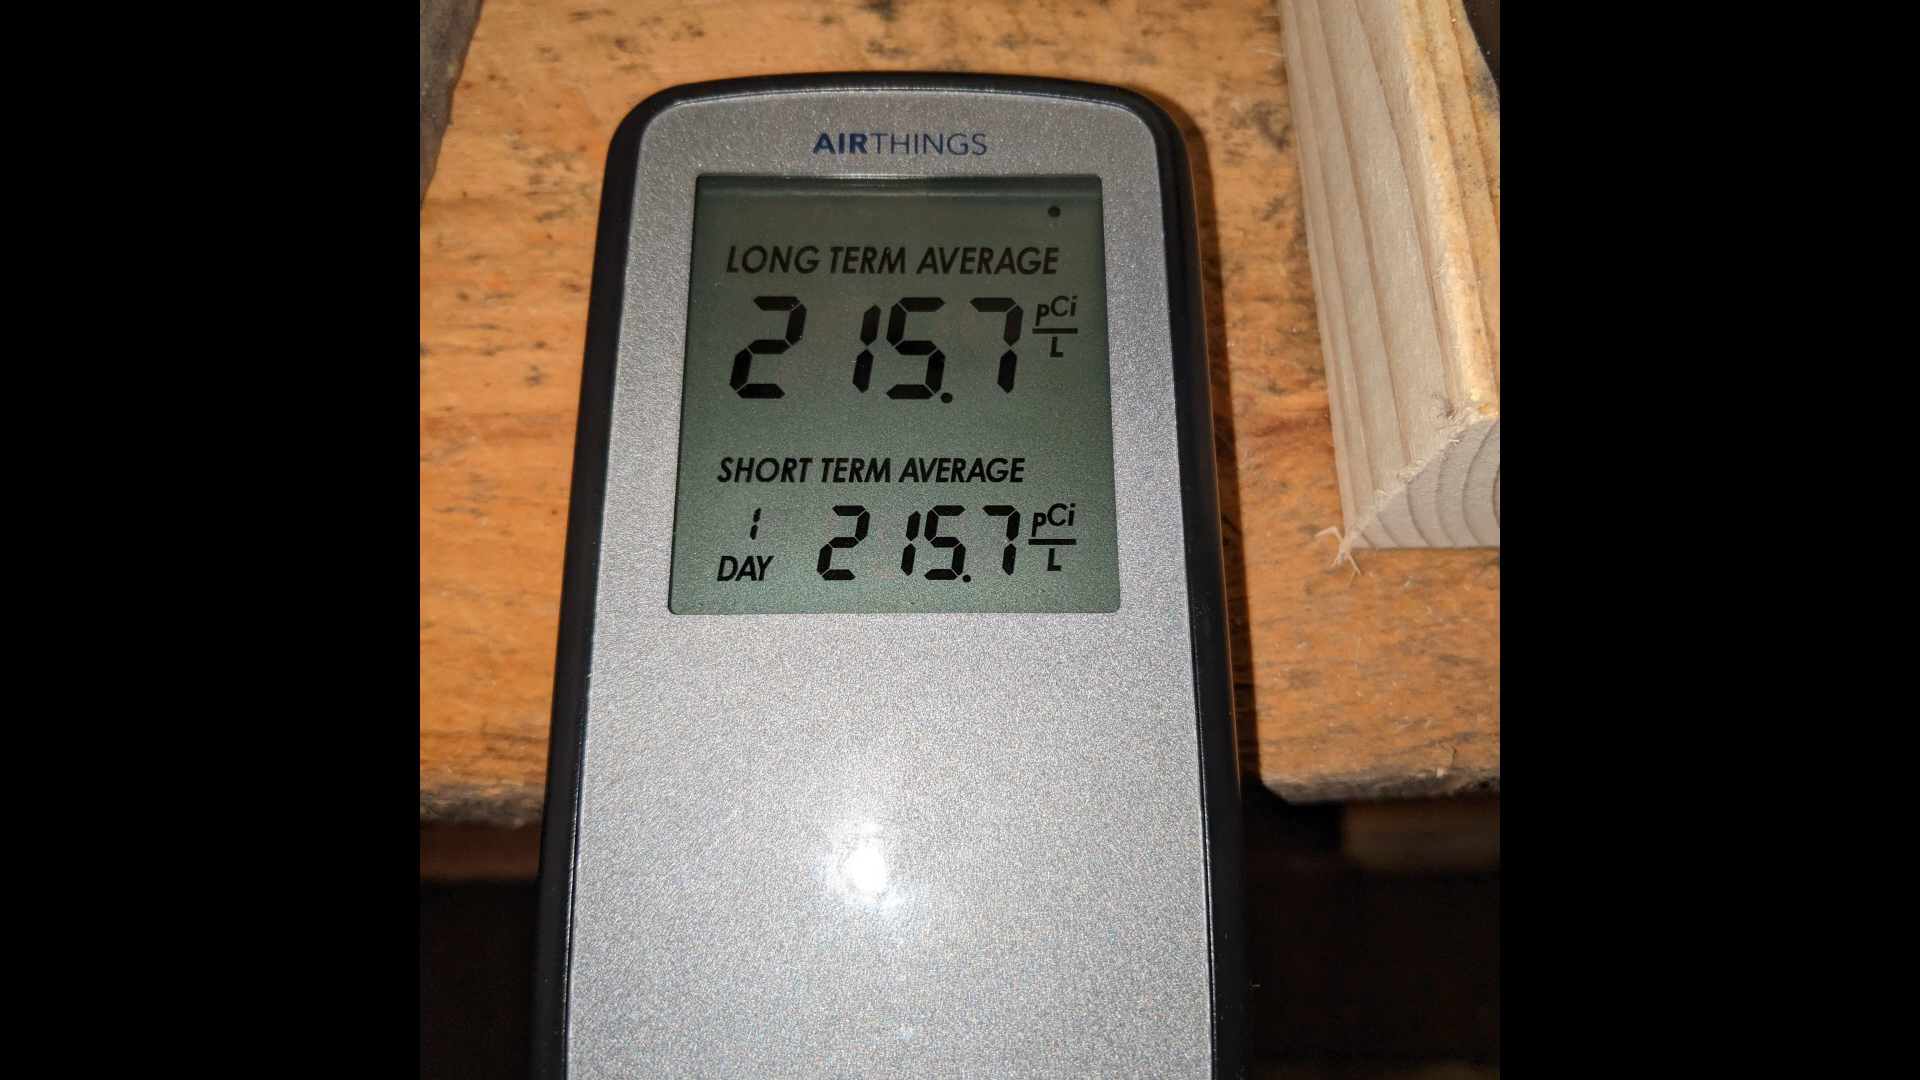 AIRTHINGS
LONG TERM AVERAGE
215.7 pCi/L
SHORT TERM AVERAGE
1 DAY 215.7 pCi/L